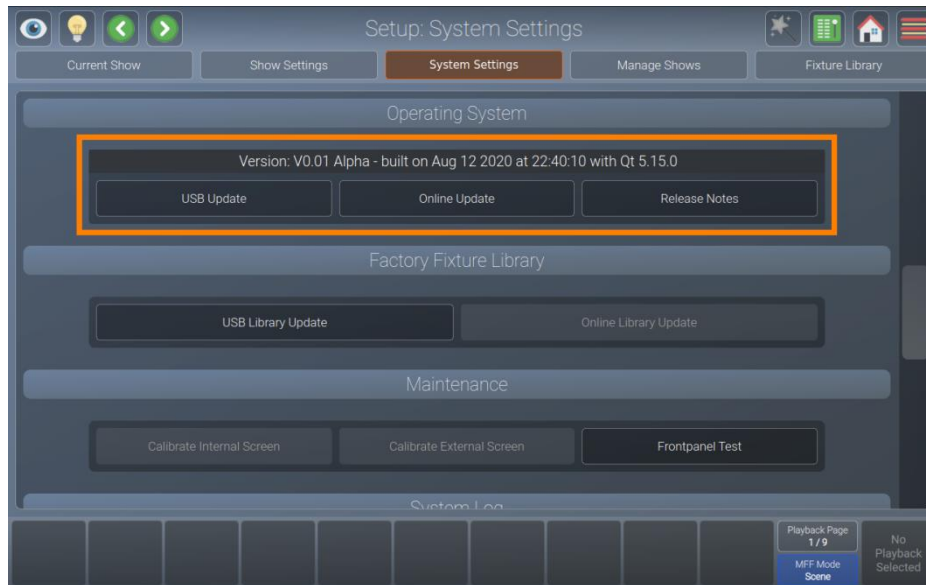 Setup: System Settings
Current Show
Show Settings
System Settings
Manage Shows
Fixture Library
Operating System
Version: V0.01 Alpha - built on Aug 12 2020 at 22:40:10 with Qt 5.15.0
USB Update
Online Update
Release Notes
Factory Fixture Library
USB Library Update
Online Library Update
Maintenance
Calibrate Internal Screen
Calibrate External Screen
Frontpanel Test
System Log
Playback Page
1 / 9
MFF Mode
Scene
No
Playback
Selected